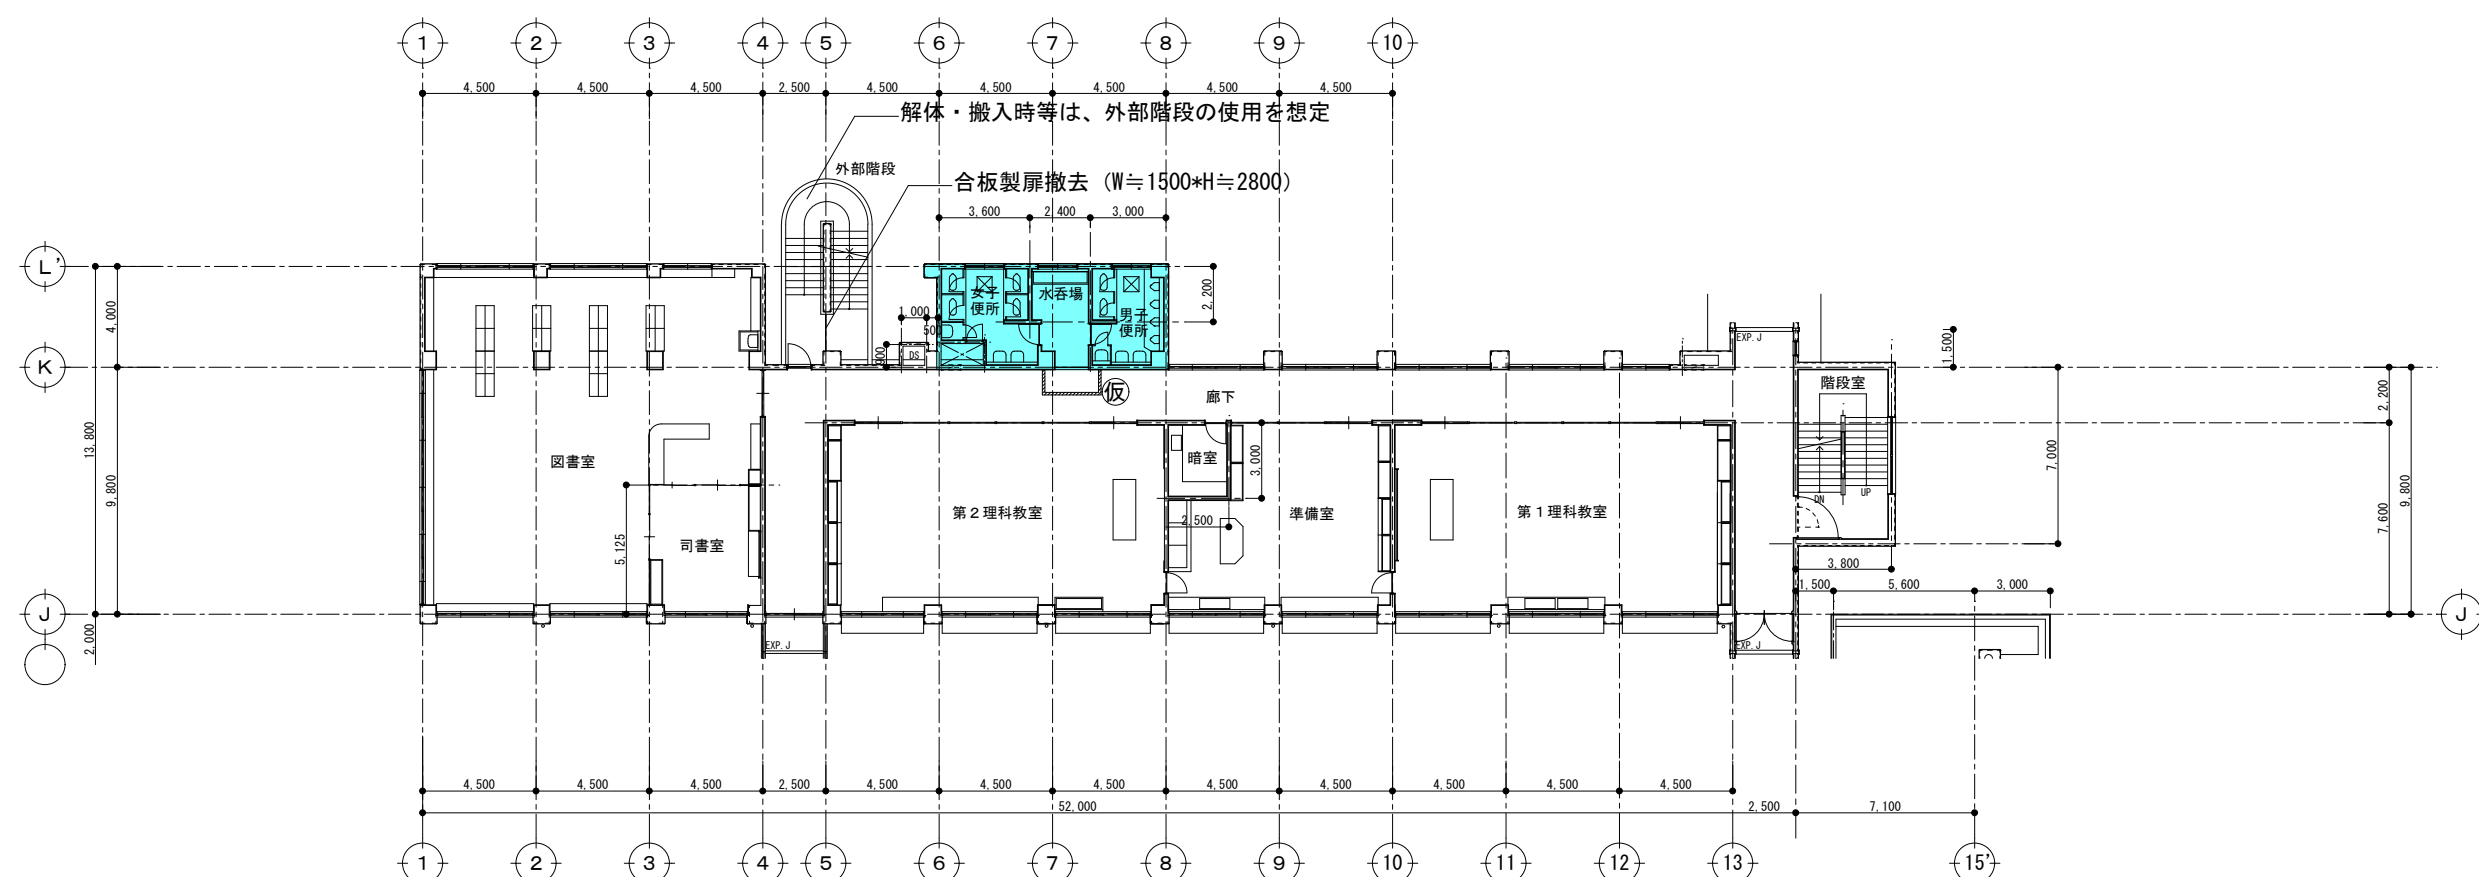 1 2 3 4 5 6 7 8 9 10
4,500 4,500 4,500 2,500 4,500 4,500 4,500 4,500 4,500
解体・搬入時等は、外部階段の使用を想定
外部階段
合板製扉撤去 (W≒1500*H≒2800)
3,600 2,400 3,000
L'
女子
便所
水呑場
男子
便所
2,200
1,000
500
900
DS
4,000
13,800
9,800
2,000
K
EXP.J
1,500
階段室
仮
廊下
2,200
7,000
9,800
7,600
図書室
暗室
3,000
DN UP
第2理科教室
2,500
準備室
第1理科教室
5,125
司書室
3,800
1,500 5,600 3,000
J
J
EXP.J
EXP.J
4,500 4,500 4,500 2,500 4,500 4,500 4,500 4,500 4,500 4,500 4,500 4,500
52,000 2,500 7,100
1 2 3 4 5 6 7 8 9 10 11 12 13 15'